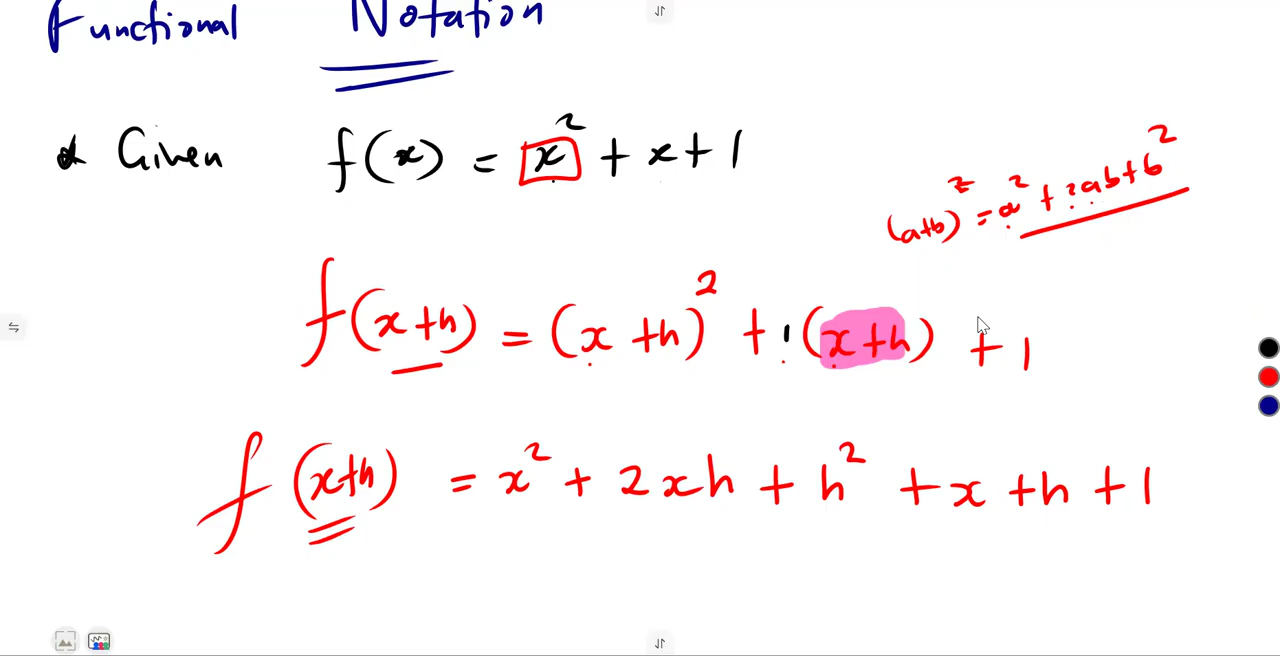 Functional Notation
* Given f(x) = x² + x + 1
(a+b)² = a² + 2ab + b²
f(x+h) = (x+h)² + 1(x+h) + 1
f(x+h) = x² + 2xh + h² + x + h + 1